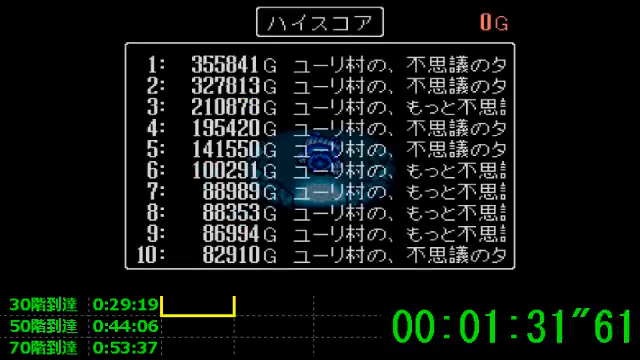 ハイスコア
0G
1: 355841G ユーリ村の、不思議のタ
2: 327813G ユーリ村の、不思議のタ
3: 210878G ユーリ村の、もっと不思
4: 195420G ユーリ村の、不思議のタ
5: 141550G ユーリ村の、不思議のタ
6: 100291G ユーリ村の、もっと不思
7: 88989G ユーリ村の、もっと不思
8: 88353G ユーリ村の、もっと不思
9: 86994G ユーリ村の、もっと不思
10: 82910G ユーリ村の、不思議のタ
30階到達 0:29:19
50階到達 0:44:06
70階到達 0:53:37
00:01:31"61